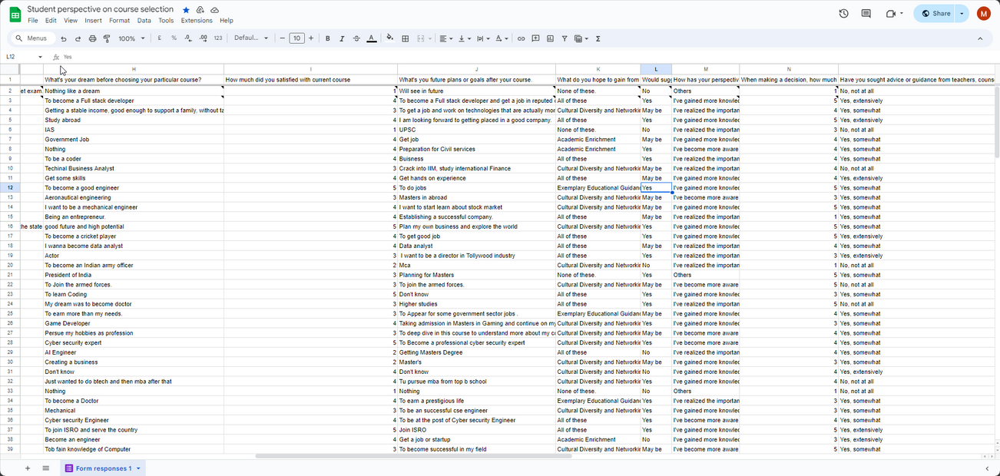 Student perspective on course selection
File Edit View Insert Format Data Tools Extensions Help
Share M
Menus 100% £ % .0 .00 123 Defaul... 10 B I A
L12 Yes
H I J K L M N
1 What's your dream before choosing your particular course? How much did you satisfied with current course What's you future plans or goals after your course. What do you hope to gain from Would sugg How has your perspectiv When making a decision, how much Have you sought advice or guidance from teachers, couns
2 et exam. Nothing like a dream 1 Will see in future None of these. No Others 1 No, not at all
3 To become a Full stack developer 4 To become a Full stack developer and get a job in reputed All of these Yes I've gained more knowled 5 Yes, extensively
4 Getting a stable income, good enough to support a family, without ta 3 To get a job and work on technologies that are actually mor Cultural Diversity and Networkin May be I've realized the importan 4 Yes, somewhat
5 Study abroad 4 I am looking forward to getting placed in a good company. All of these Yes I've gained more knowled 5 Yes, extensively
6 IAS 1 UPSC None of these. No I've realized the importan 3 No, not at all
7 Government Job 4 Get job Academic Enrichment May be I've gained more knowled 4 Yes, somewhat
8 Nothing 4 Preparation for Civil services Academic Enrichment Yes I've become more aware 4 Yes, somewhat
9 To be a coder 4 Buisness All of these Yes I've realized the importan 4 Yes, somewhat
10 Techinal Business Analyst 3 Crack into IIM, study international Finance Cultural Diversity and Networkin May be I've realized the importan 4 No, not at all
11 Get some skills 4 Get hands on experience All of these May be I've gained more knowled 4 Yes, extensively
12 To become a good engineer 5 To do jobs Exemplary Educational Guidan Yes I've gained more knowled 5 Yes, somewhat
13 Aeronautical engineering 3 Masters in abroad Cultural Diversity and Networkin May be I've become more aware 3 Yes, somewhat
14 I want to be a mechanical engineer 4 I want to start learn about stock market Cultural Diversity and Networkin May be I've gained more knowled 5 Yes, somewhat
15 Being an entrepreneur. 4 Establishing a successful company. All of these May be I've realized the importan 1 Yes, somewhat
16 the state good future and high potential 5 Plan my own business and explore the world Cultural Diversity and Networkin Yes I've gained more knowled 5 Yes, somewhat
17 To become a cricket player 4 To get good job All of these Yes I've gained more knowled 5 Yes, extensively
18 I wanna become data analyst 4 Data analyst All of these May be I've realized the importan 4 Yes, somewhat
19 Actor 3 I want to be a director in Tollywood industry All of these Yes I've realized the importan 3 Yes, extensively
20 To become an Indian army officer 2 Mca Cultural Diversity and Networkin No I've realized the importan 1 No, not at all
21 President of India 3 Planning for Masters None of these. Yes Others 5 Yes, somewhat
22 To Join the armed forces. 3 To join the armed forces. Cultural Diversity and Networkin May be I've become more aware 5 No, not at all
23 To learn Coding 5 Don't know All of these Yes I've gained more knowled 3 Yes, somewhat
24 My dream was to become doctor 3 Higher studies All of these Yes I've realized the importan 5 No, not at all
25 To earn more than my needs. 3 To Appear for some government sector jobs . Exemplary Educational Guidan May be I've gained more knowled 4 Yes, somewhat
26 Game Developer 4 Taking admission in Masters in Gaming and continue on my Cultural Diversity and Networkin Yes I've gained more knowled 3 Yes, somewhat
27 Persue my hobbies as profession 3 To deep dive in this course to understand more about my co Cultural Diversity and Networkin May be I've become more aware 4 Yes, somewhat
28 Cyber security expert 5 To Become a professional cyber security expert Cultural Diversity and Networkin Yes I've become more aware 4 Yes, somewhat
29 AI Engineer 2 Getting Masters Degree All of these No I've realized the importan 4 Yes, somewhat
30 Creating a business 2 Master's Cultural Diversity and Networkin May be I've gained more knowled 3 Yes, somewhat
31 Don't know 4 Don't know Cultural Diversity and Networkin No I've gained more knowled 4 Yes, extensively
32 Just wanted to do btech and then mba after that 4 Tu pursue mba from top b school Cultural Diversity and Networkin Yes I've gained more knowled 4 No, not at all
33 Nothing 1 Nothing None of these. No Others 1 No, not at all
34 To become a Doctor 4 To earn a prestigious life Exemplary Educational Guidan Yes I've realized the importan 3 Yes, somewhat
35 Mechanical 3 To be an successful cse engineer Cultural Diversity and Networkin Yes I've gained more knowled 3 Yes, somewhat
36 Cyber security Engineer 4 To be at the post of Cyber security Engineer All of these Yes I've become more aware 4 Yes, somewhat
37 To join ISRO and serve the country 5 Join ISRO All of these Yes I've gained more knowled 5 Yes, extensively
38 Become an engineer 4 Get a job or startup Academic Enrichment No I've gained more knowled 3 Yes, extensively
39 Tob fain knowledge of Computer 3 To become successful in my field Cultural Diversity and Networkin May be I've become more aware 5 Yes, somewhat
Form responses 1